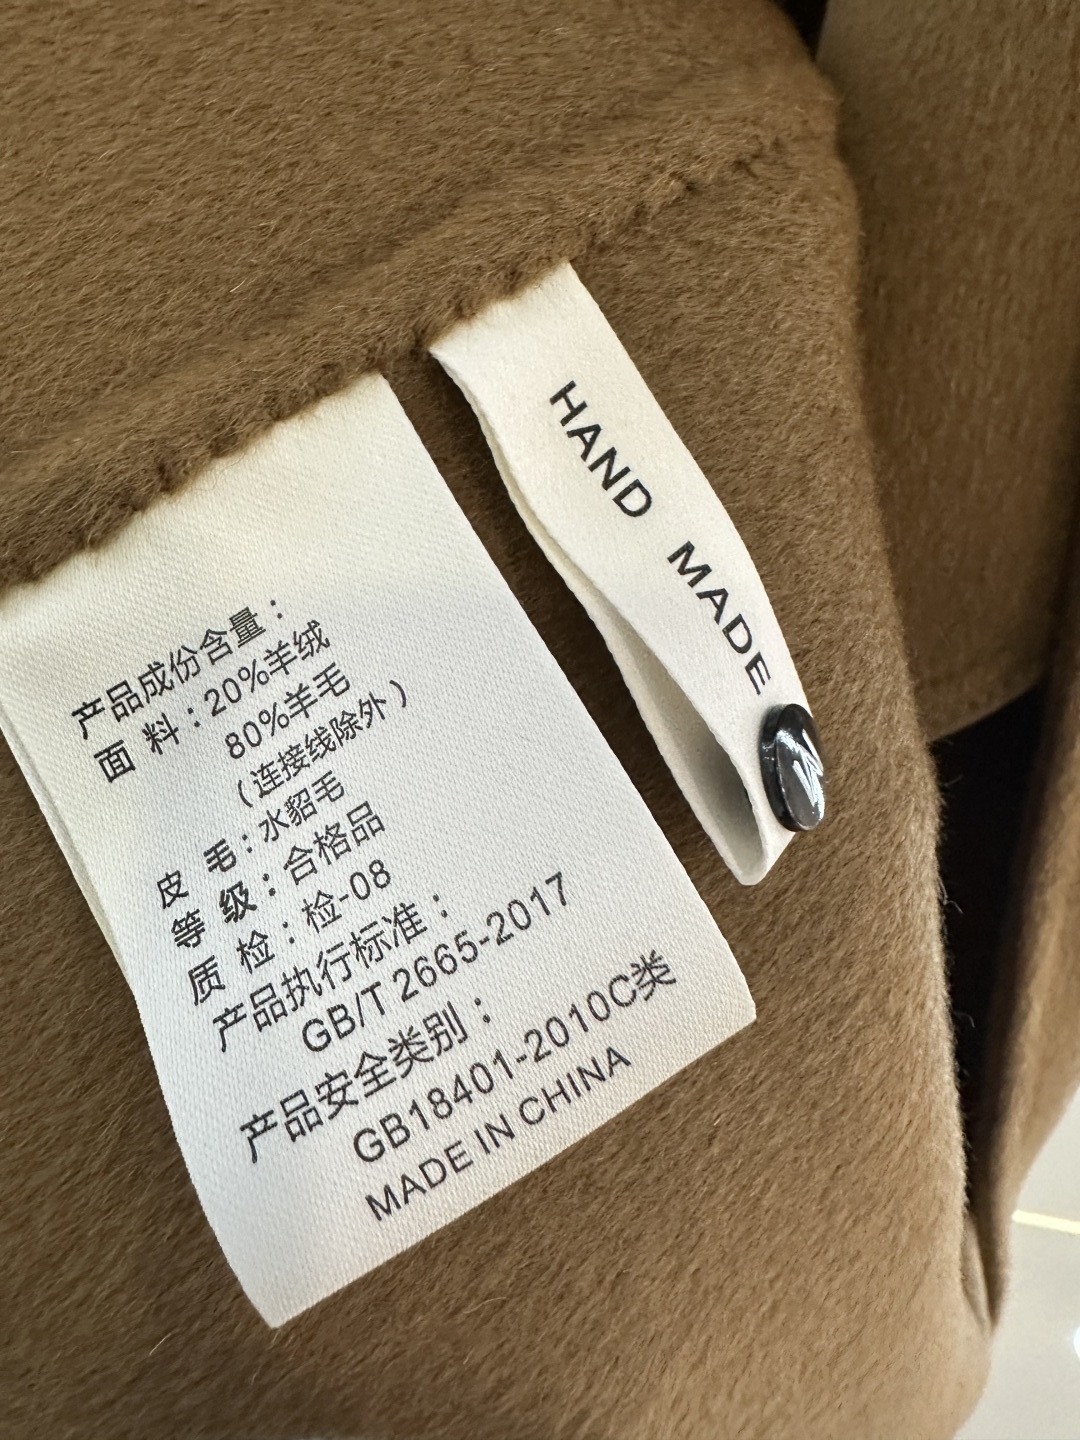 产品成份含量：
面 料：20%羊绒
80%羊毛
（连接线除外）
皮 毛：水貂毛
等 级：合格品
质 检：检-08
产品执行标准：
GB/T 2665-2017
产品安全类别：
GB18401-2010C类
MADE IN CHINA
HAND MADE